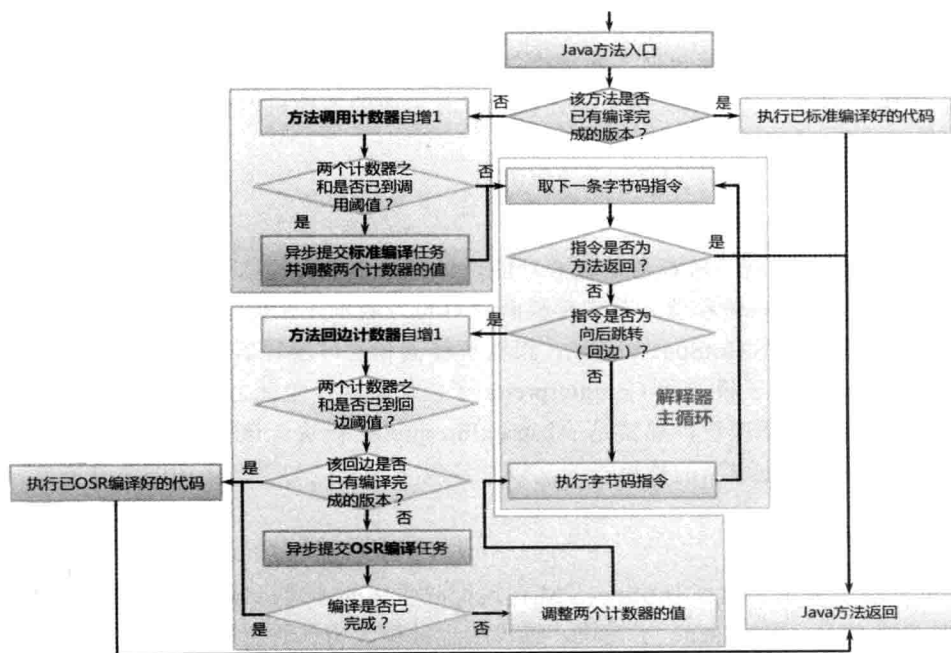 Java方法入口
否
该方法是否
已有编译完
成的版本？
是
方法调用计数器自增1
执行已标准编译好的代码
两个计数器之
和是否已到调
用阈值？
否
取下一条字节码指令
是
异步提交标准编译任务
并调整两个计数器的值
指令是否为
方法返回？
是
否
方法回边计数器自增1
是
指令是否为
向后跳转
（回边）？
否
两个计数器之
和是否已到回
边阈值？
解释器
主循环
执行已OSR编译好的代码
是
该回边是否
已有编译完
成的版本？
执行字节码指令
否
异步提交OSR编译任务
编译是否已
完成？
是
否
调整两个计数器的值
Java方法返回